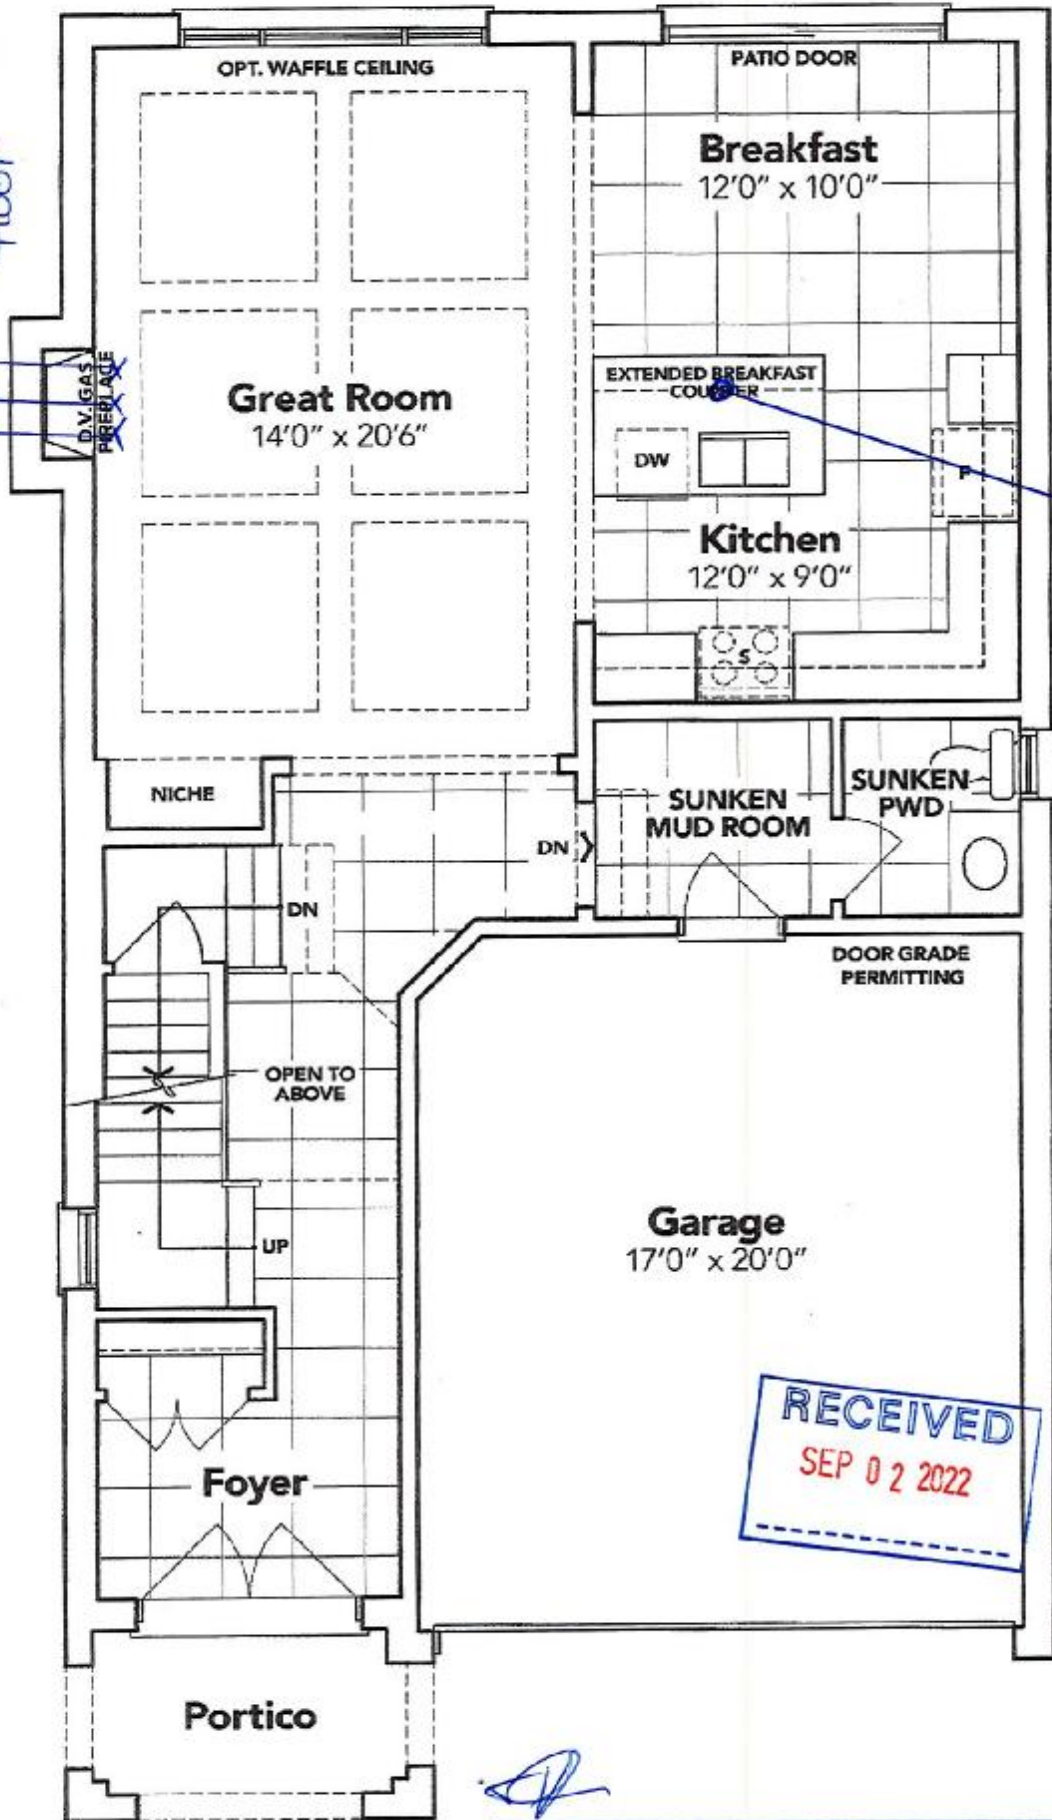 OPT. WAFFLE CEILING
PATIO DOOR
Breakfast
12'0" x 10'0"
D.V. GAS
FIREPLACE
Great Room
14'0" x 20'6"
EXTENDED BREAKFAST
COUNTER
DW
F
Kitchen
12'0" x 9'0"
S
NICHE
SUNKEN
MUD ROOM
SUNKEN
PWD
DN
DN
DOOR GRADE
PERMITTING
OPEN TO
ABOVE
UP
Garage
17'0" x 20'0"
RECEIVED
SEP 02 2022
Foyer
Portico